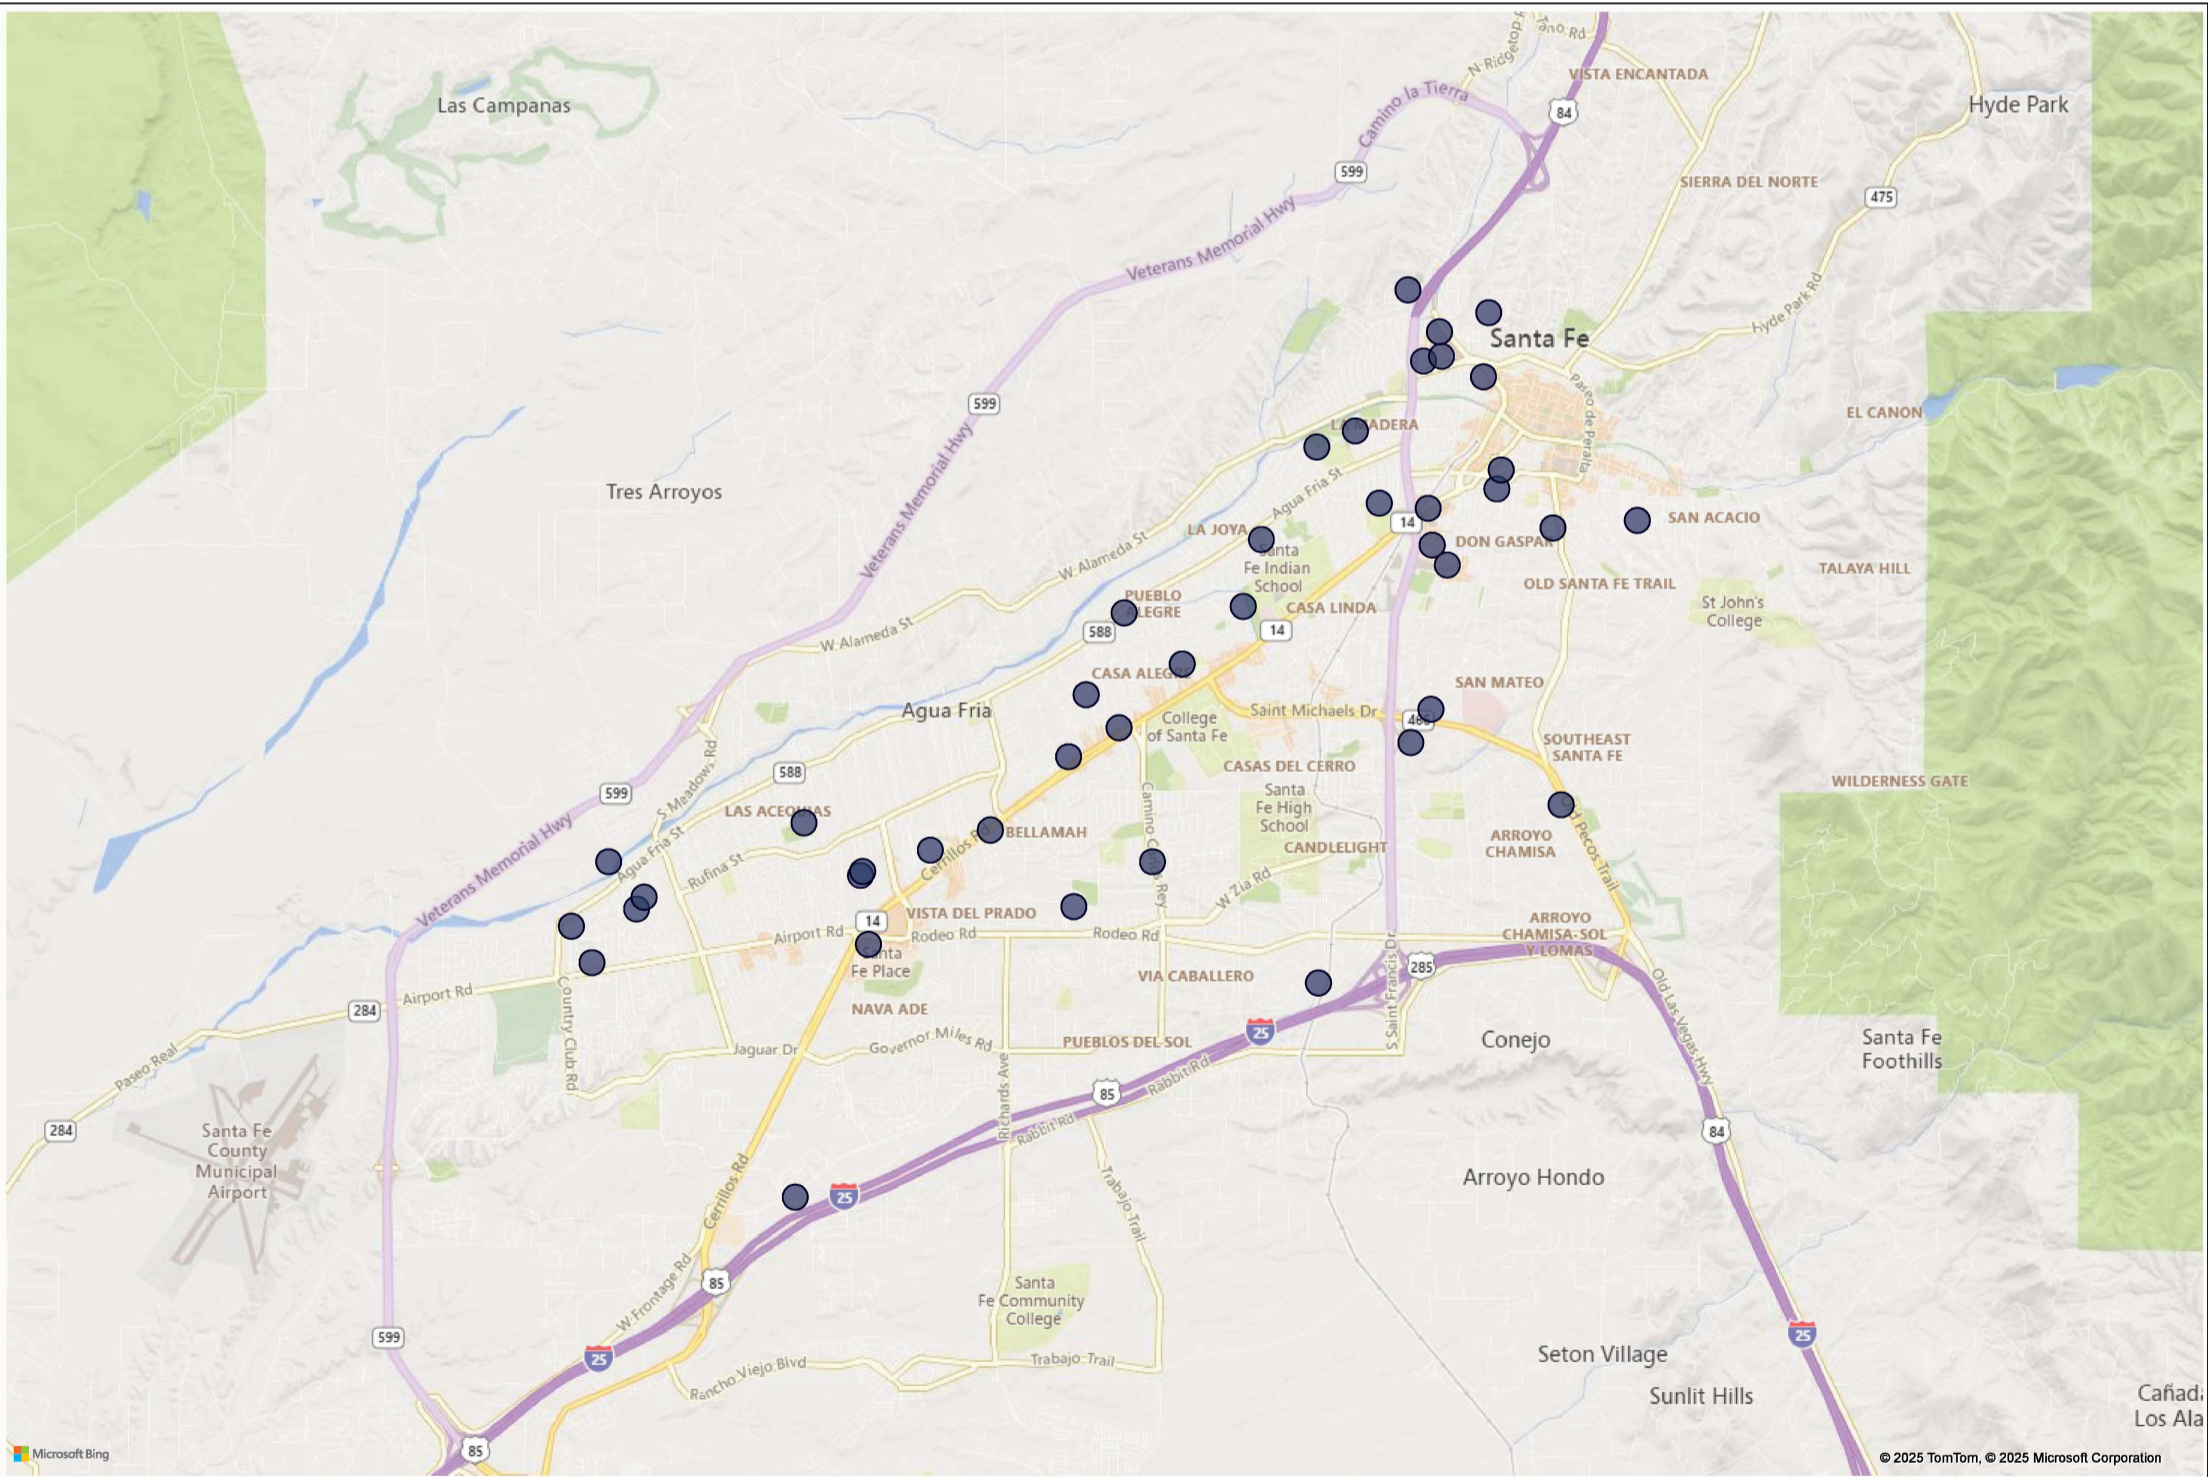 Tano Rd
N Ridgetop R
VISTA ENCANTADA
Las Campanas
Camino la Tierra
84
Hyde Park
599
SIERRA DEL NORTE
475
Veterans Memorial Hwy
Hyde Park Rd
Santa Fe
599
Paseo de Peralta
EL CANON
LA MADERA
Tres Arroyos
Veterans Memorial Hwy
Agua Fria St
SAN ACACIO
14
LA JOYA
DON GASPAR
W Alameda St
Santa
Fe Indian
School
TALAYA HILL
OLD SANTA FE TRAIL
PUEBLO
ALEGRE
CASA LINDA
St John's
College
588
14
W Alameda St
CASA ALEGRE
SAN MATEO
Agua Fria
College
of Santa Fe
Saint Michaels Dr
466
SOUTHEAST
SANTA FE
S Meadows Rd
588
CASAS DEL CERRO
WILDERNESS GATE
599
Santa
Fe High
School
LAS ACEQUIAS
Camino Carlos Rey
Old Pecos Trail
BELLAMAH
ARROYO
CHAMISA
CANDLELIGHT
Agua Fria St
Rufina St
Cerrillos Rd
Veterans Memorial Hwy
W Zia Rd
14
VISTA DEL PRADO
Airport Rd
Rodeo Rd
Rodeo Rd
ARROYO
CHAMISA-SOL
Y LOMAS
Santa
Fe Place
285
VIA CABALLERO
S Saint Francis Dr
Airport Rd
284
NAVA ADE
Country Club Rd
Old Las Vegas Hwy
25
Conejo
Santa Fe
Foothills
Governor Miles Rd
Jaguar Dr
PUEBLOS DEL SOL
Paseo Real
Richards Ave
85
Rabbit Rd
Rabbit Rd
284
Santa Fe
County
Municipal
Airport
84
Trabajo Trail
Arroyo Hondo
Cerrillos Rd
25
85
W Frontage Rd
Santa
Fe Community
College
599
25
25
Seton Village
Trabajo Trail
Rancho Viejo Blvd
Sunlit Hills
Cañada
Los Ala
85
Microsoft Bing
© 2025 TomTom, © 2025 Microsoft Corporation